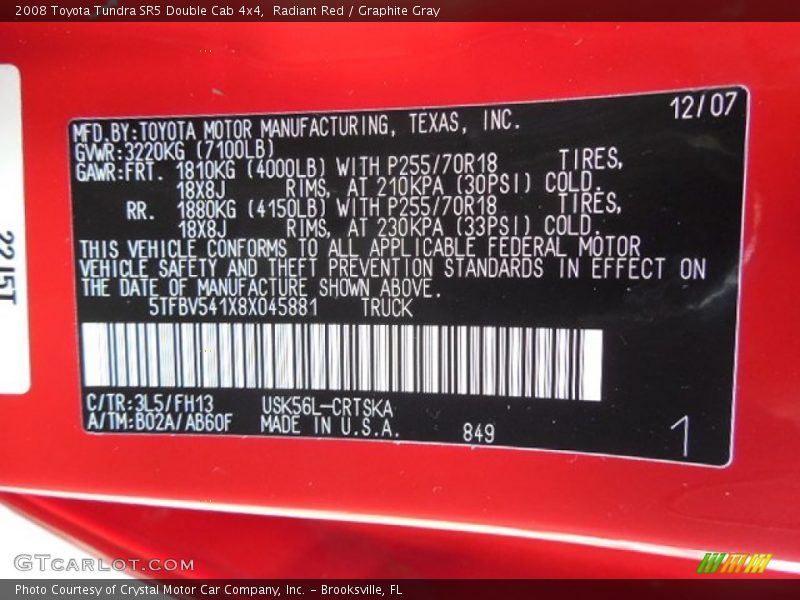 2008 Toyota Tundra SR5 Double Cab 4x4,  Radiant Red / Graphite Gray
12/07
MFD.BY:TOYOTA MOTOR MANUFACTURING, TEXAS, INC.
GVWR:3220KG (7100LB)
GAWR:FRT. 1810KG (4000LB) WITH P255/70R18 TIRES,
18X8J RIMS, AT 210KPA (30PSI) COLD.
RR. 1880KG (4150LB) WITH P255/70R18 TIRES,
18X8J RIMS, AT 230KPA (33PSI) COLD.
THIS VEHICLE CONFORMS TO ALL APPLICABLE FEDERAL MOTOR
VEHICLE SAFETY AND THEFT PREVENTION STANDARDS IN EFFECT ON
THE DATE OF MANUFACTURE SHOWN ABOVE.
5TFBV541X8X045881 TRUCK
C/TR:3L5/FH13 USK56L-CRTSKA
A/TM:B02A/AB60F MADE IN U.S.A. 849
1
GTcarlot.com
Photo Courtesy of Crystal Motor Car Company, Inc. – Brooksville, FL